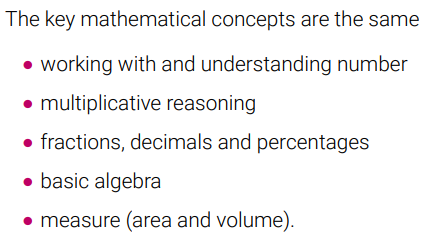 The key mathematical concepts are the same
• working with and understanding number
• multiplicative reasoning
• fractions, decimals and percentages
• basic algebra
• measure (area and volume).